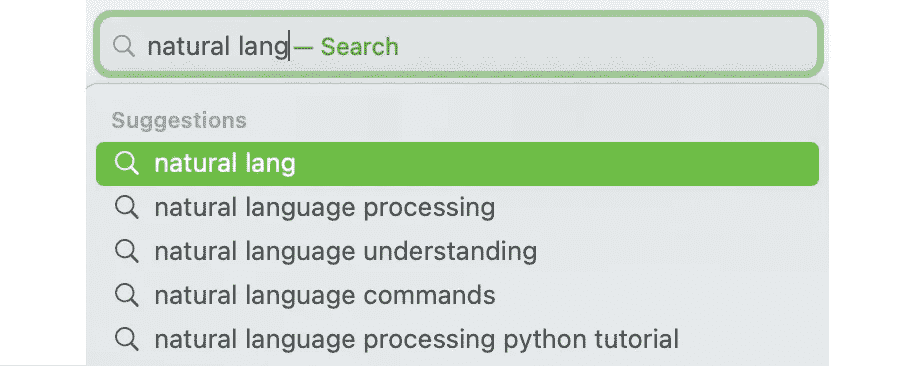 natural lang — Search
Suggestions
natural lang
natural language processing
natural language understanding
natural language commands
natural language processing python tutorial